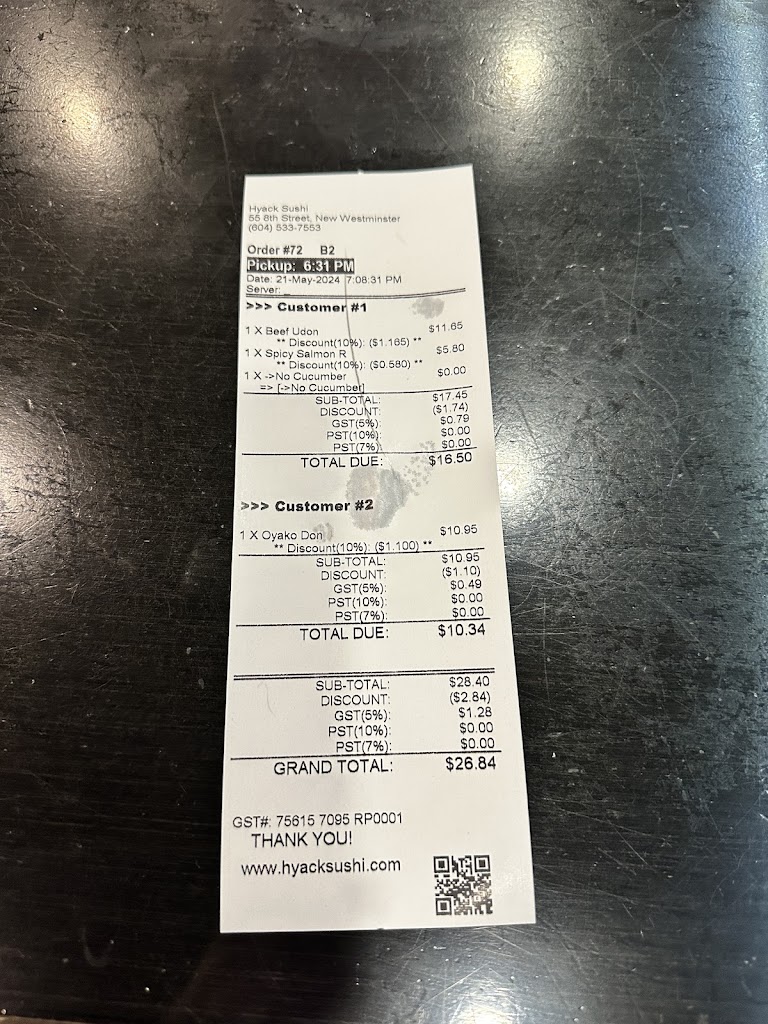 Hyack Sushi
55 8th Street, New Westminster
(604) 533-7553
Order #72 B2
Pickup: 6:31 PM
Date: 21-May-2024 7:08:31 PM
Server:
>>> Customer #1
1 X Beef Udon $11.65
** Discount(10%): ($1.165) **
1 X Spicy Salmon R $5.80
** Discount(10%): ($0.580) **
1 X ->No Cucumber $0.00
=> [->No Cucumber]
SUB-TOTAL: $17.45
DISCOUNT: ($1.74)
GST(5%): $0.79
PST(10%): $0.00
PST(7%): $0.00
TOTAL DUE: $16.50
>>> Customer #2
1 X Oyako Don $10.95
** Discount(10%): ($1.100) **
SUB-TOTAL: $10.95
DISCOUNT: ($1.10)
GST(5%): $0.49
PST(10%): $0.00
PST(7%): $0.00
TOTAL DUE: $10.34
SUB-TOTAL: $28.40
DISCOUNT: ($2.84)
GST(5%): $1.28
PST(10%): $0.00
PST(7%): $0.00
GRAND TOTAL: $26.84
GST#: 75615 7095 RP0001
THANK YOU!
www.hyacksushi.com